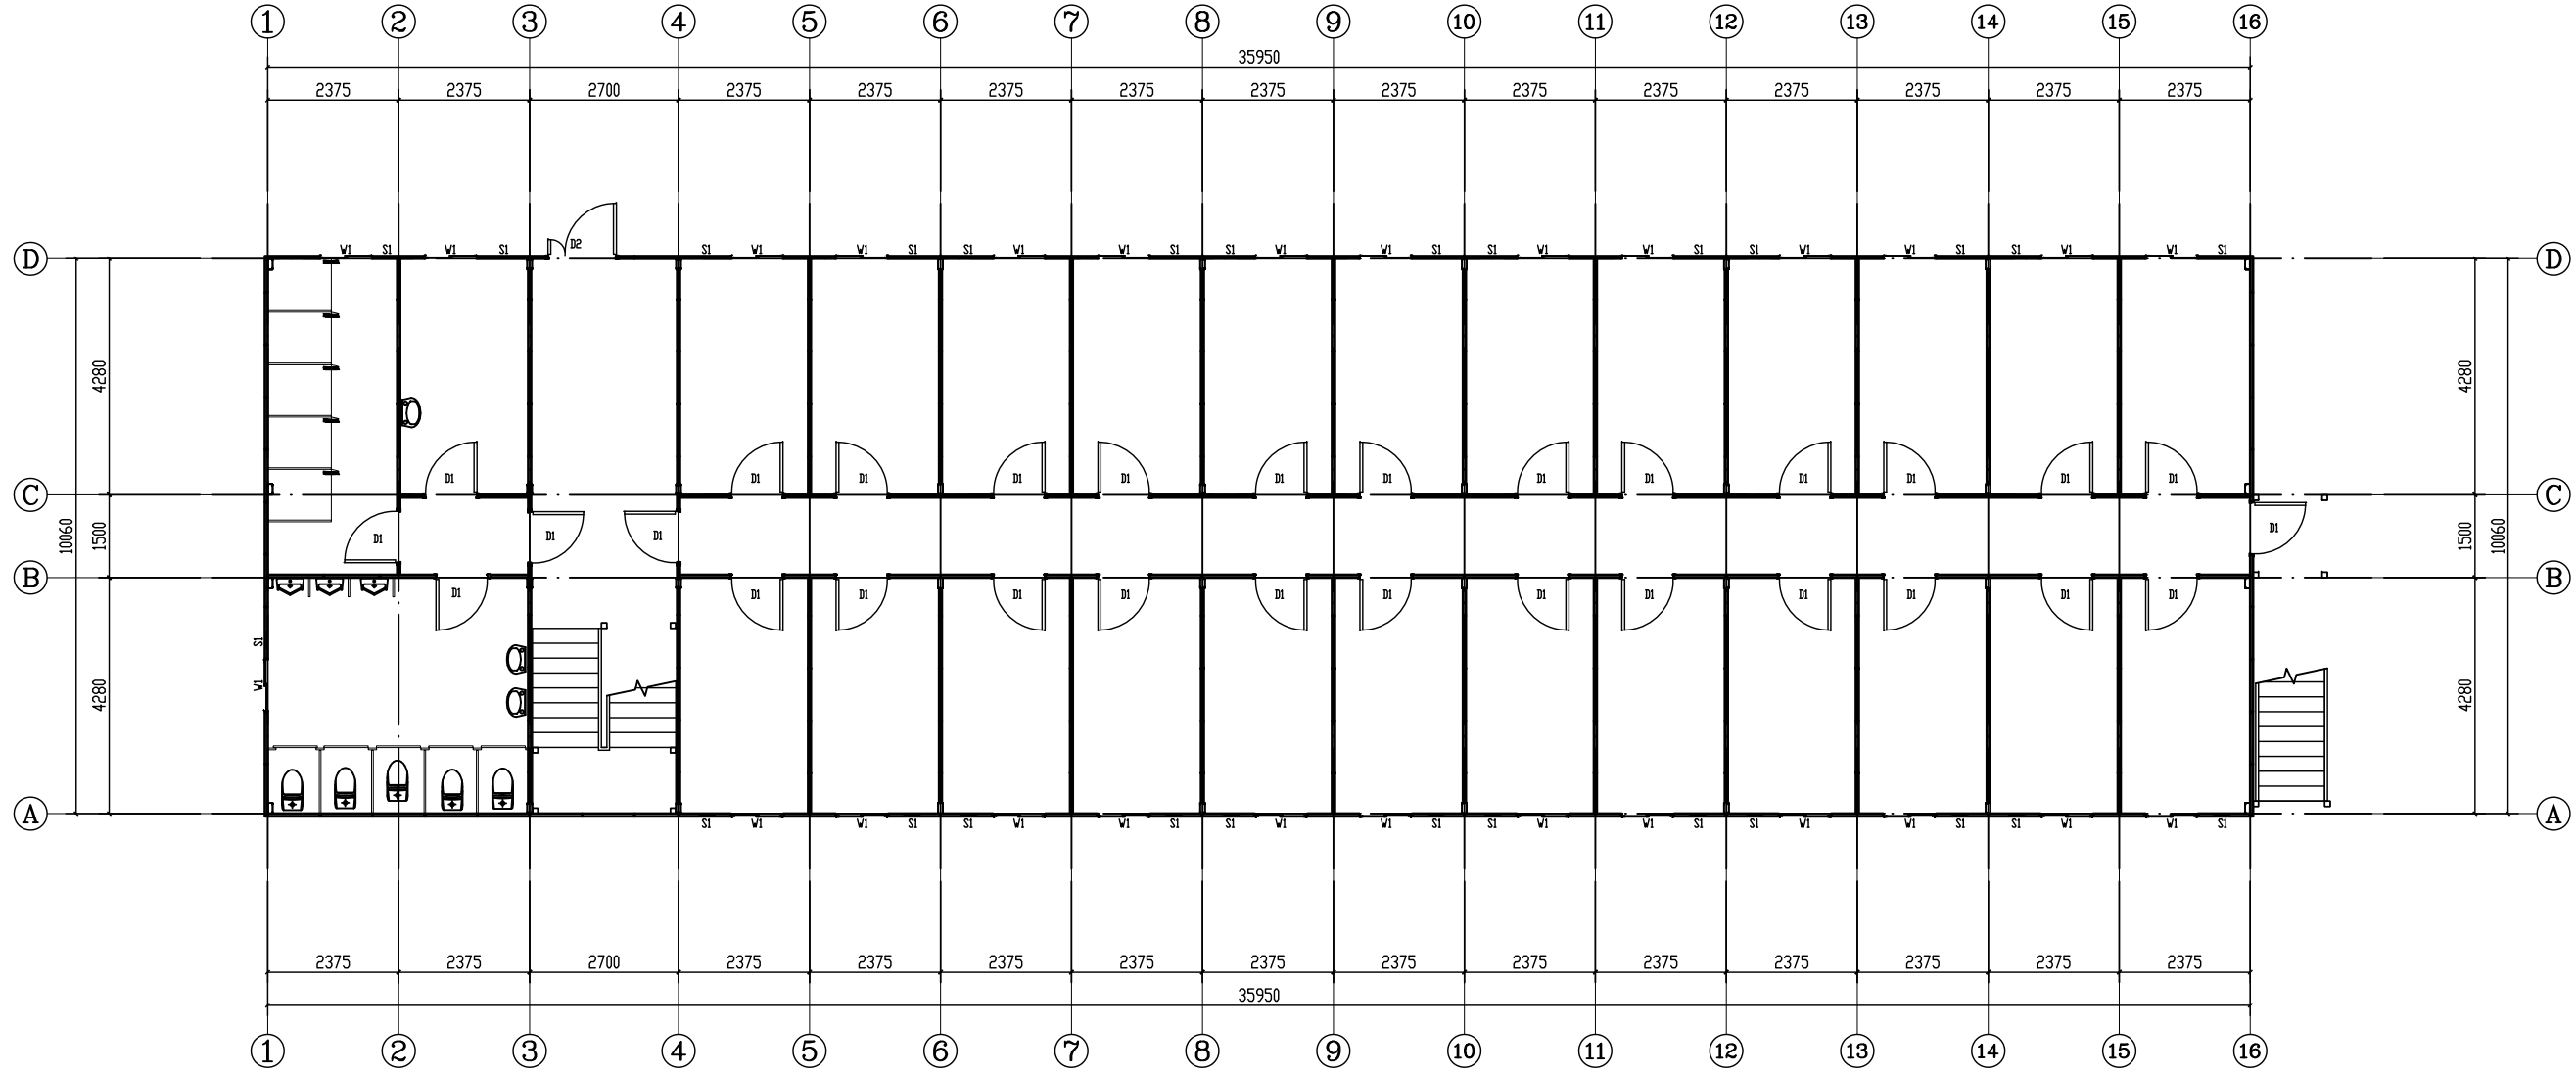 1 2 3 4 5 6 7 8 9 10 11 12 13 14 15 16
35950
2375 2375 2700 2375 2375 2375 2375 2375 2375 2375 2375 2375 2375 2375 2375
D2
W1 S1 W1 S1 S1 W1 W1 S1 S1 W1 W1 S1 S1 W1 W1 S1 S1 W1 W1 S1 S1 W1 W1 S1 S1 W1 W1 S1
D D
4280 4280
D1 D1 D1 D1 D1 D1 D1 D1 D1 D1 D1 D1 D1
C C
10060 1500 1500 10060
D1 D1 D1 D1
B B
D1 D1 D1 D1 D1 D1 D1 D1 D1 D1 D1 D1 D1
S1
W1
4280 4280
A A
S1 W1 W1 S1 S1 W1 W1 S1 S1 W1 W1 S1 S1 W1 W1 S1 S1 W1 W1 S1 S1 W1 W1 S1
2375 2375 2700 2375 2375 2375 2375 2375 2375 2375 2375 2375 2375 2375 2375
35950
1 2 3 4 5 6 7 8 9 10 11 12 13 14 15 16